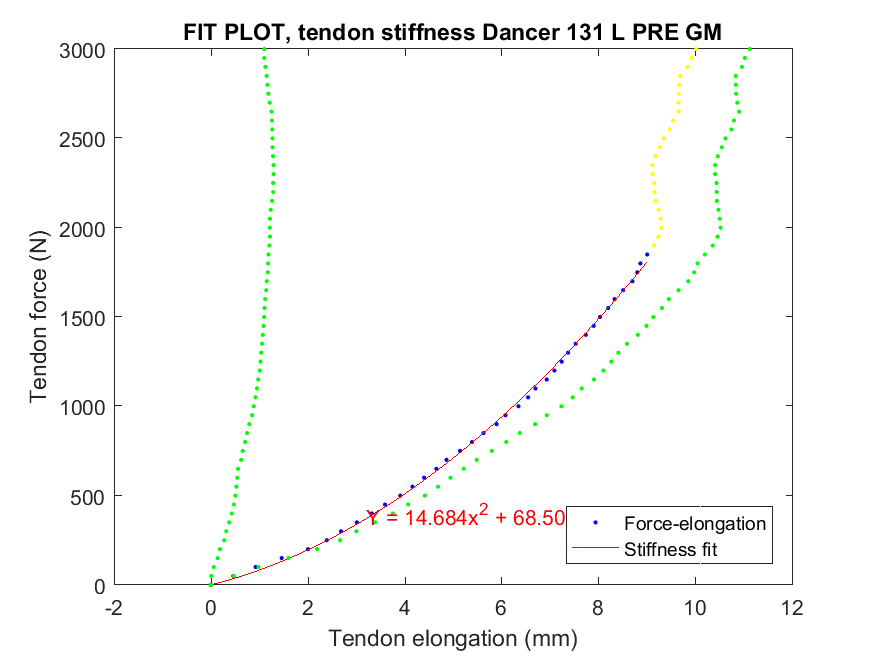 FIT PLOT, tendon stiffness Dancer 131 L PRE GM
Tendon force (N)
3000
2500
2000
1500
1000
500
0
Y = 14.684x² + 68.50
Force-elongation
Stiffness fit
-2 0 2 4 6 8 10 12
Tendon elongation (mm)